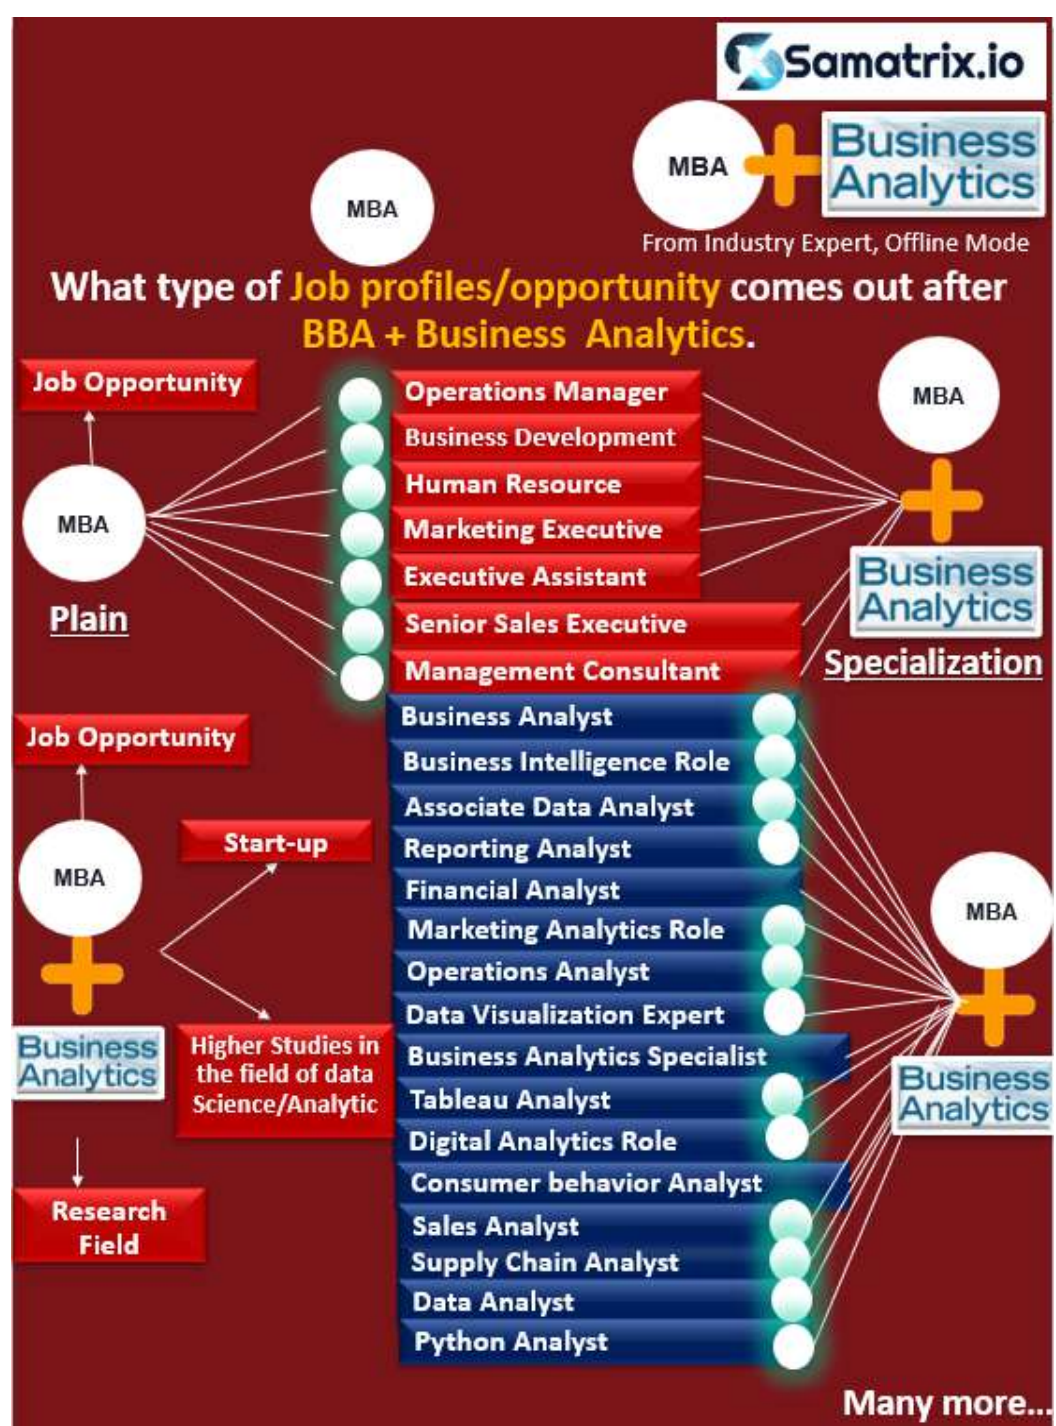 Samatrix.io
MBA
Business
Analytics
From Industry Expert, Offline Mode
MBA
What type of Job profiles/opportunity comes out after
BBA + Business Analytics.
Job Opportunity
MBA
Plain
Operations Manager
Business Development
Human Resource
Marketing Executive
Executive Assistant
Senior Sales Executive
Management Consultant
MBA
Business
Analytics
Specialization
Job Opportunity
MBA
Business
Analytics
Start-up
Higher Studies in
the field of data
Science/Analytic
Research
Field
Business Analyst
Business Intelligence Role
Associate Data Analyst
Reporting Analyst
Financial Analyst
Marketing Analytics Role
Operations Analyst
Data Visualization Expert
Business Analytics Specialist
Tableau Analyst
Digital Analytics Role
Consumer behavior Analyst
Sales Analyst
Supply Chain Analyst
Data Analyst
Python Analyst
MBA
Business
Analytics
Many more...